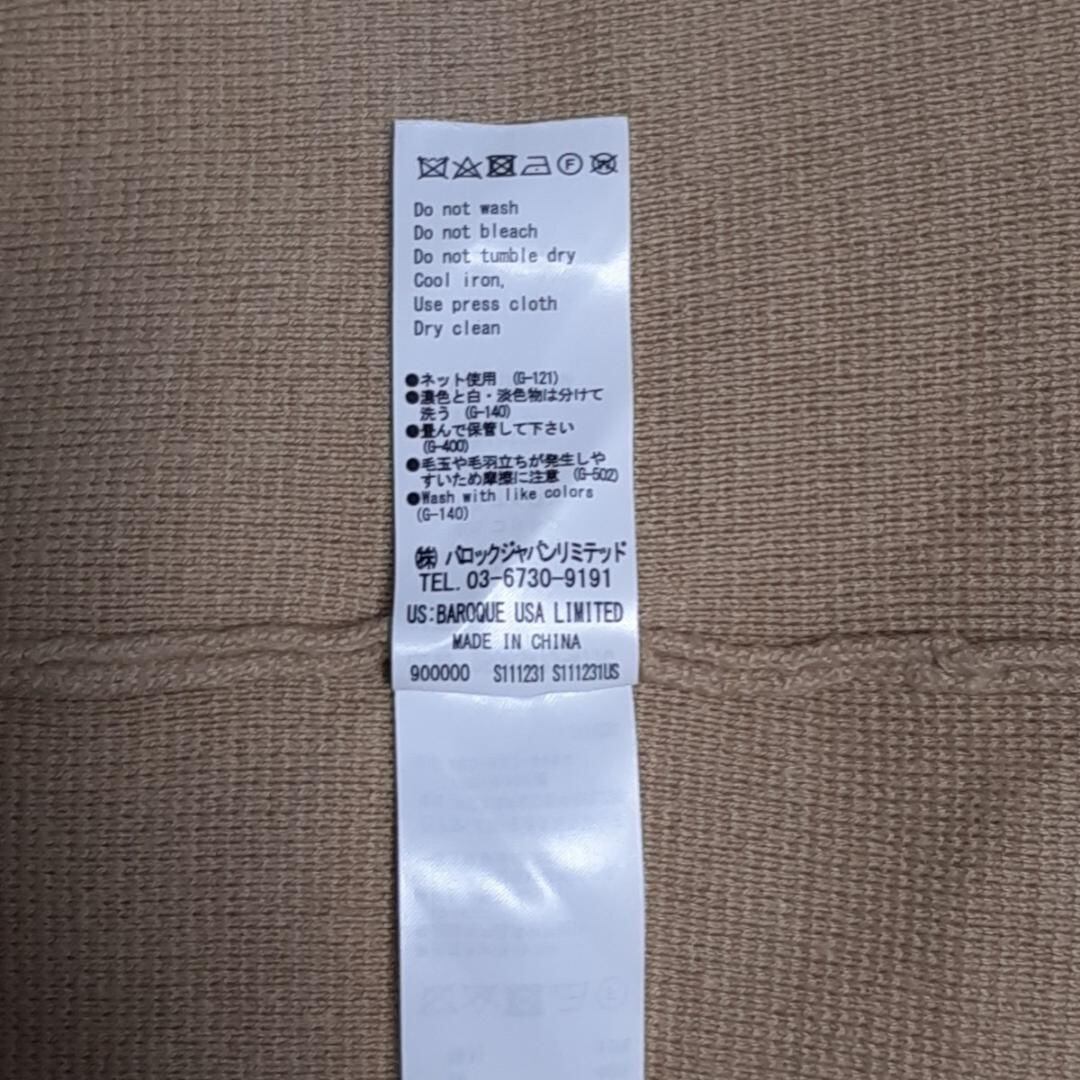 Do not wash
Do not bleach
Do not tumble dry
Cool iron,
Use press cloth
Dry clean
●ネット使用 (G-121)
●濃色と白・淡色物は分けて
洗う (G-140)
●畳んで保管して下さい
(G-400)
●毛玉や毛羽立ちが発生しや
すいため摩擦に注意 (G-502)
●Wash with like colors
(G-140)
㈱ バロックジャパンリミテッド
TEL. 03-6730-9191
US:BAROQUE USA LIMITED
MADE IN CHINA
900000 S111231 S111231US